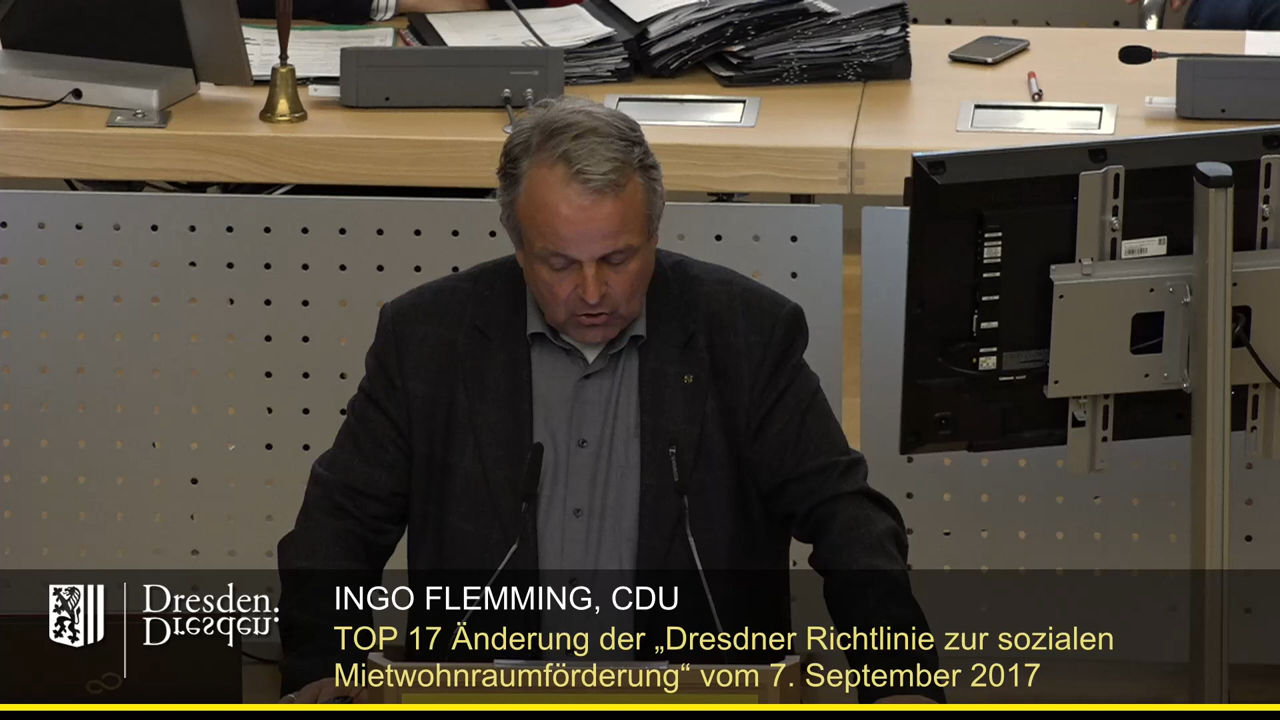 Dresden.
Dresden.
INGO FLEMMING, CDU
TOP 17 Änderung der „Dresdner Richtlinie zur sozialen
Mietwohnraumförderung“ vom 7. September 2017